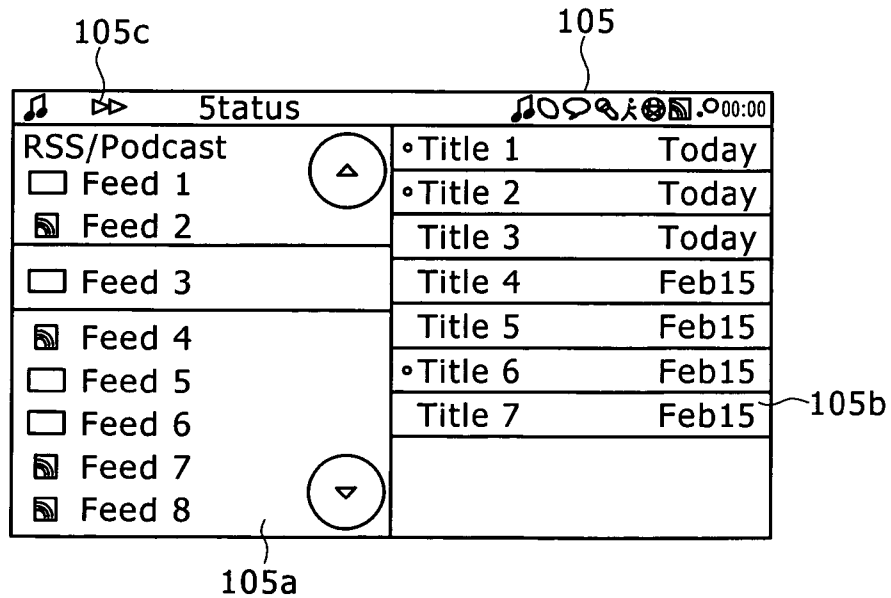 105c
105
5tatus
00:00
RSS/Podcast
Feed 1
Feed 2
Feed 3
Feed 4
Feed 5
Feed 6
Feed 7
Feed 8
Title 1 Today
Title 2 Today
Title 3 Today
Title 4 Feb15
Title 5 Feb15
Title 6 Feb15
Title 7 Feb15
105b
105a